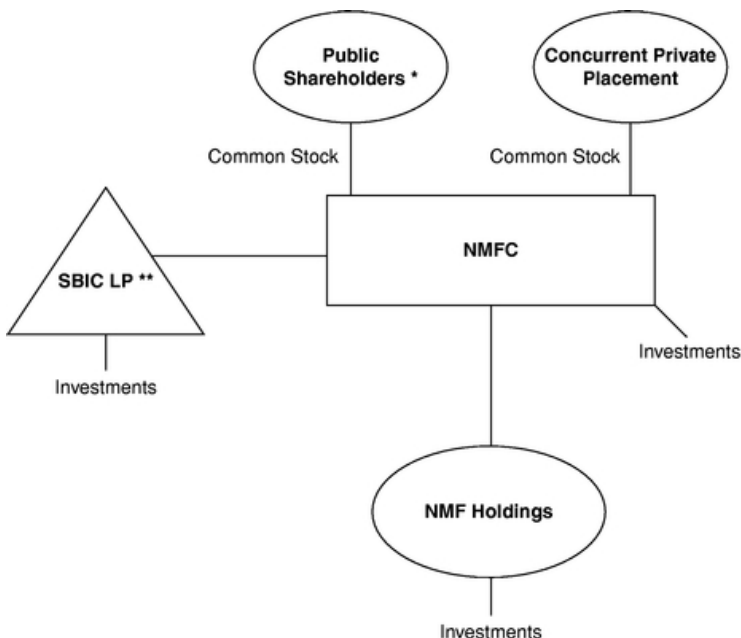 Public
Shareholders *
Concurrent Private
Placement
Common Stock
Common Stock
NMFC
SBIC LP **
Investments
Investments
NMF Holdings
Investments